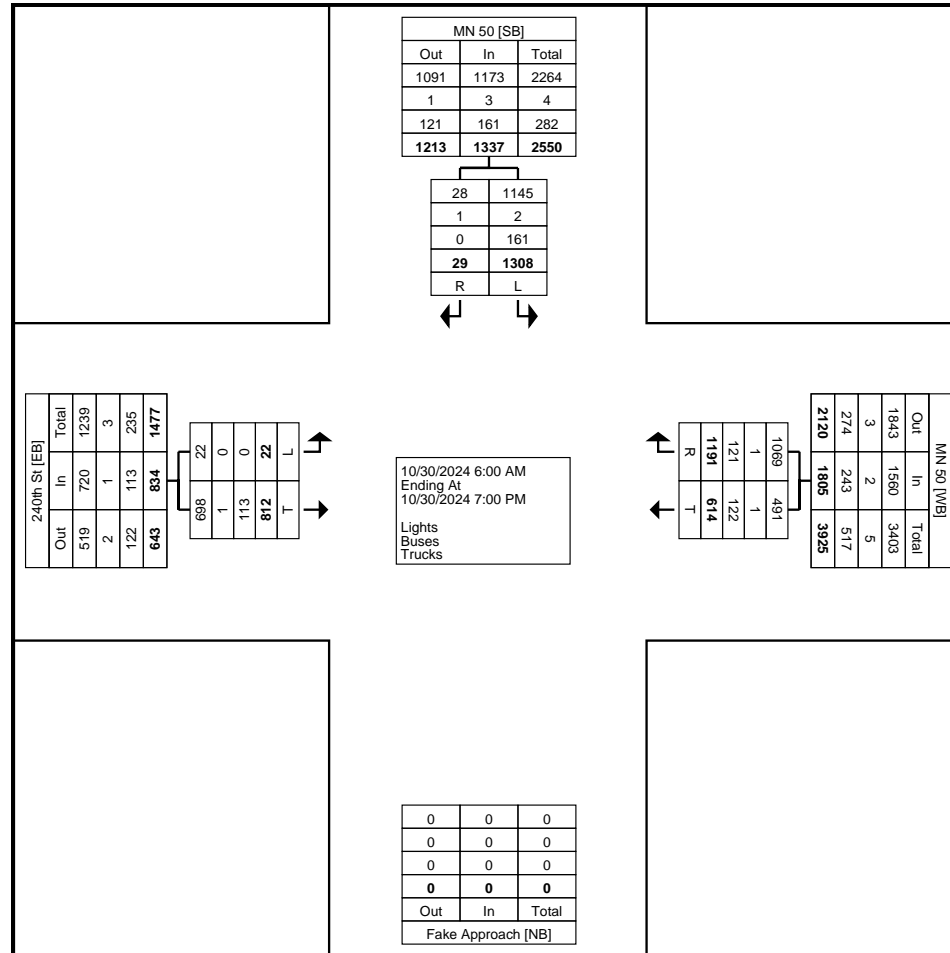 MN 50 [SB]
Out In Total
1091 1173 2264
1 3 4
121 161 282
1213 1337 2550
28 1145
1 2
0 161
29 1308
R L
240th St [EB]
Total In Out
1239 720 519
3 1 2
235 113 122
1477 834 643
22 698
0 1
0 113
22 812
L T
10/30/2024 6:00 AM
Ending At
10/30/2024 7:00 PM
Lights
Buses
Trucks
1069 491
1 1
121 122
1191 614
R T
MN 50 [WB]
Out In Total
1843 1560 3403
3 2 5
274 243 517
2120 1805 3925
0 0 0
0 0 0
0 0 0
0 0 0
Out In Total
Fake Approach [NB]